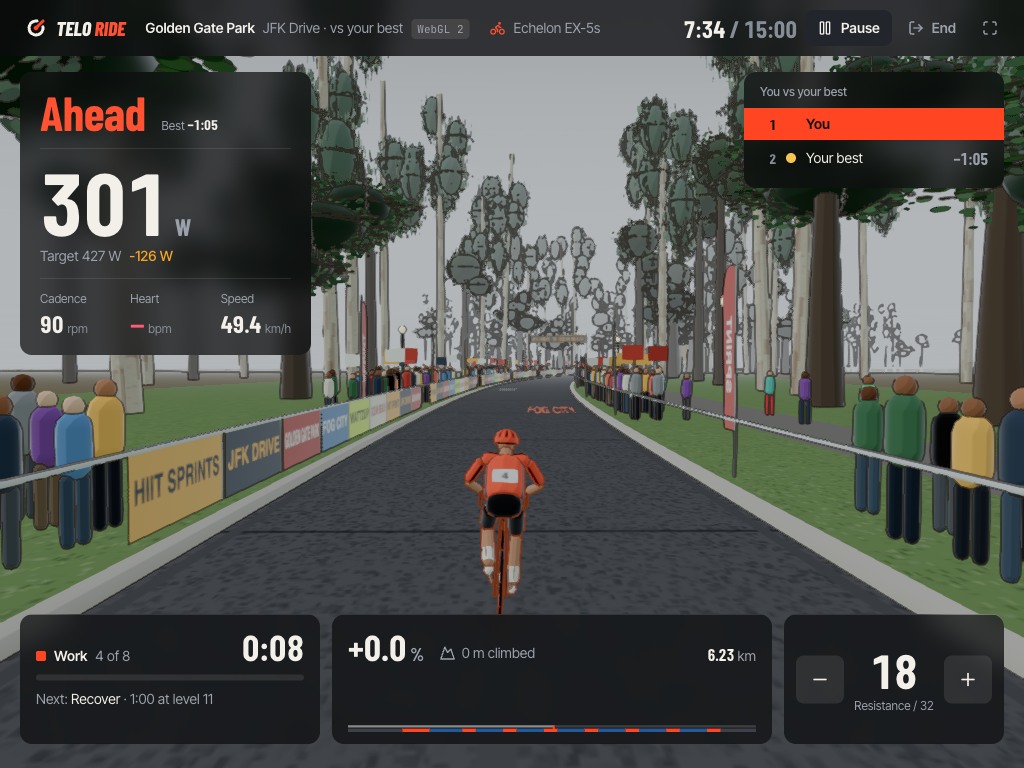 TELO RIDE
Golden Gate Park JFK Drive · vs your best WebGL 2 Echelon EX-5s
7:34 / 15:00 Pause End
Ahead Best −1:05
301 W
Target 427 W -126 W
Cadence Heart Speed
90 rpm – bpm 49.4 km/h
You vs your best
1 You
2 Your best −1:05
FOG CITY
HIIT SPRINTS JFK DRIVE GOLDEN GATE PARK FOG CITY
4
Work 4 of 8 0:08
Next: Recover · 1:00 at level 11
+0.0 % 0 m climbed 6.23 km
− 18 +
Resistance / 32